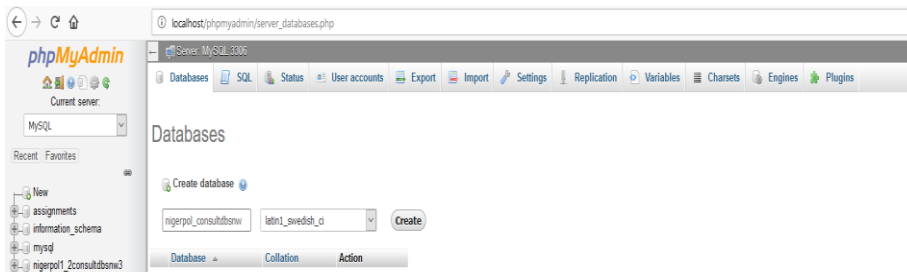 localhost/phpmyadmin/server_databases.php
phpMyAdmin
Current server:
MySQL
Recent Favorites
New
assignments
information_schema
mysql
nigerpol1_2consultdbsnw3
Server: MySQL:3306
Databases SQL Status User accounts Export Import Settings Replication Variables Charsets Engines Plugins
Databases
Create database
nigerpol_consultdbsnw latin1_swedish_ci Create
Database Collation Action